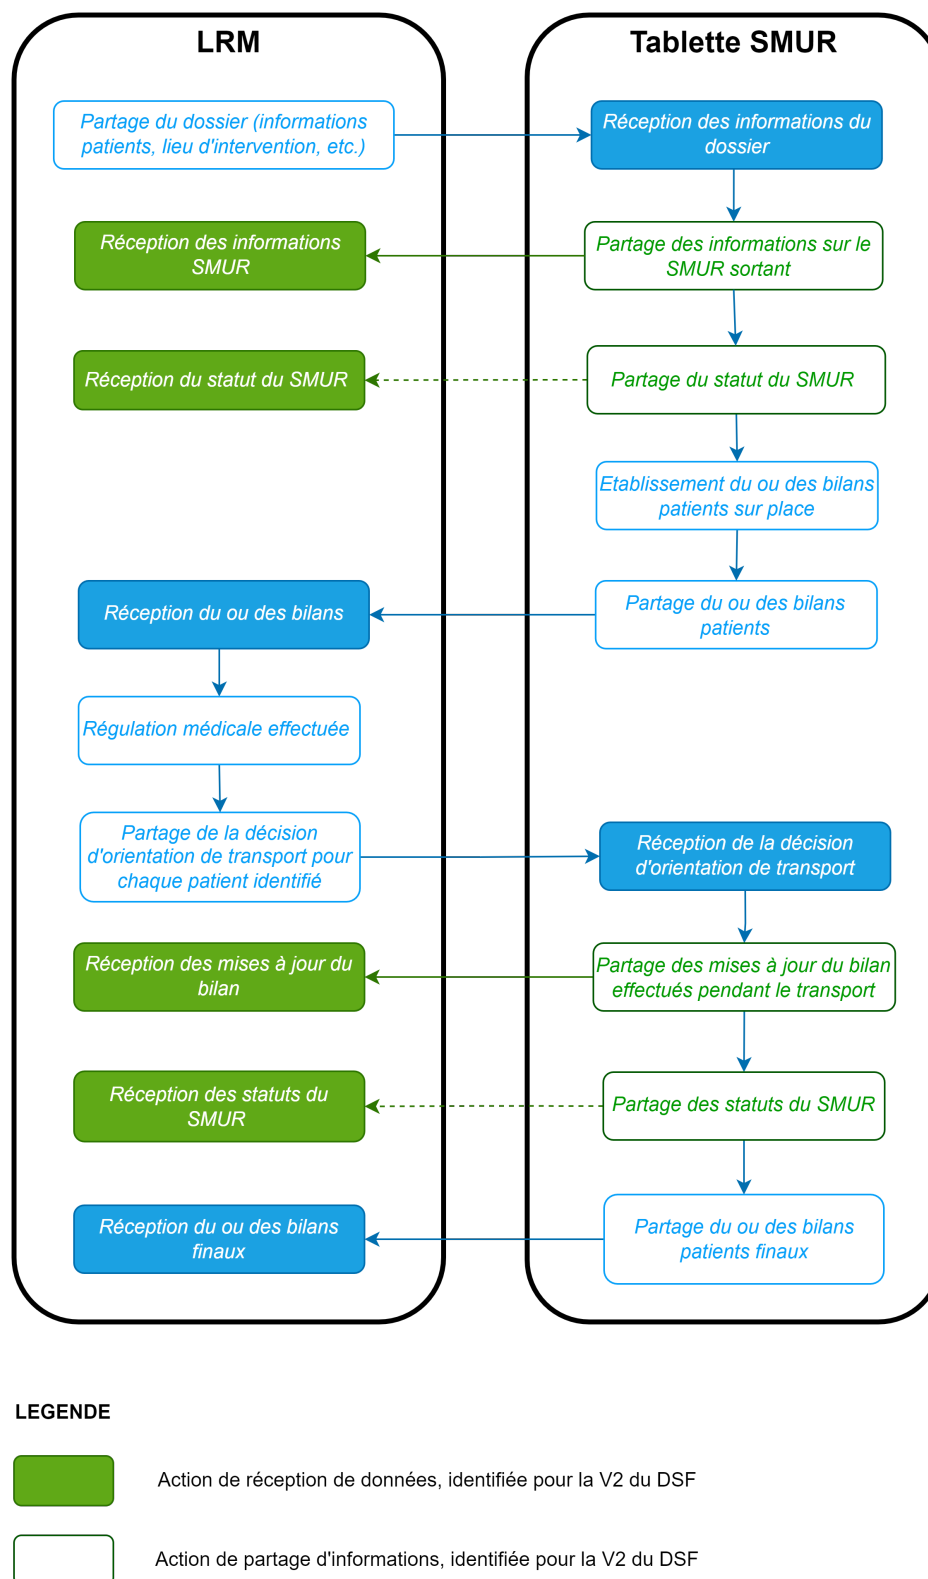 LRM
Tablette SMUR
Partage du dossier (informations
patients, lieu d'intervention, etc.)
Réception des informations du
dossier
Réception des informations
SMUR
Partage des informations sur le
SMUR sortant
Réception du statut du SMUR
Partage du statut du SMUR
Etablissement du ou des bilans
patients sur place
Réception du ou des bilans
Partage du ou des bilans
patients
Régulation médicale effectuée
Partage de la décision
d'orientation de transport pour
chaque patient identifié
Réception de la décision
d'orientation de transport
Réception des mises à jour du
bilan
Partage des mises à jour du bilan
effectués pendant le transport
Réception des statuts du
SMUR
Partage des statuts du SMUR
Réception du ou des bilans
finaux
Partage du ou des bilans
patients finaux
LEGENDE
Action de réception de données, identifiée pour la V2 du DSF
Action de partage d'informations, identifiée pour la V2 du DSF